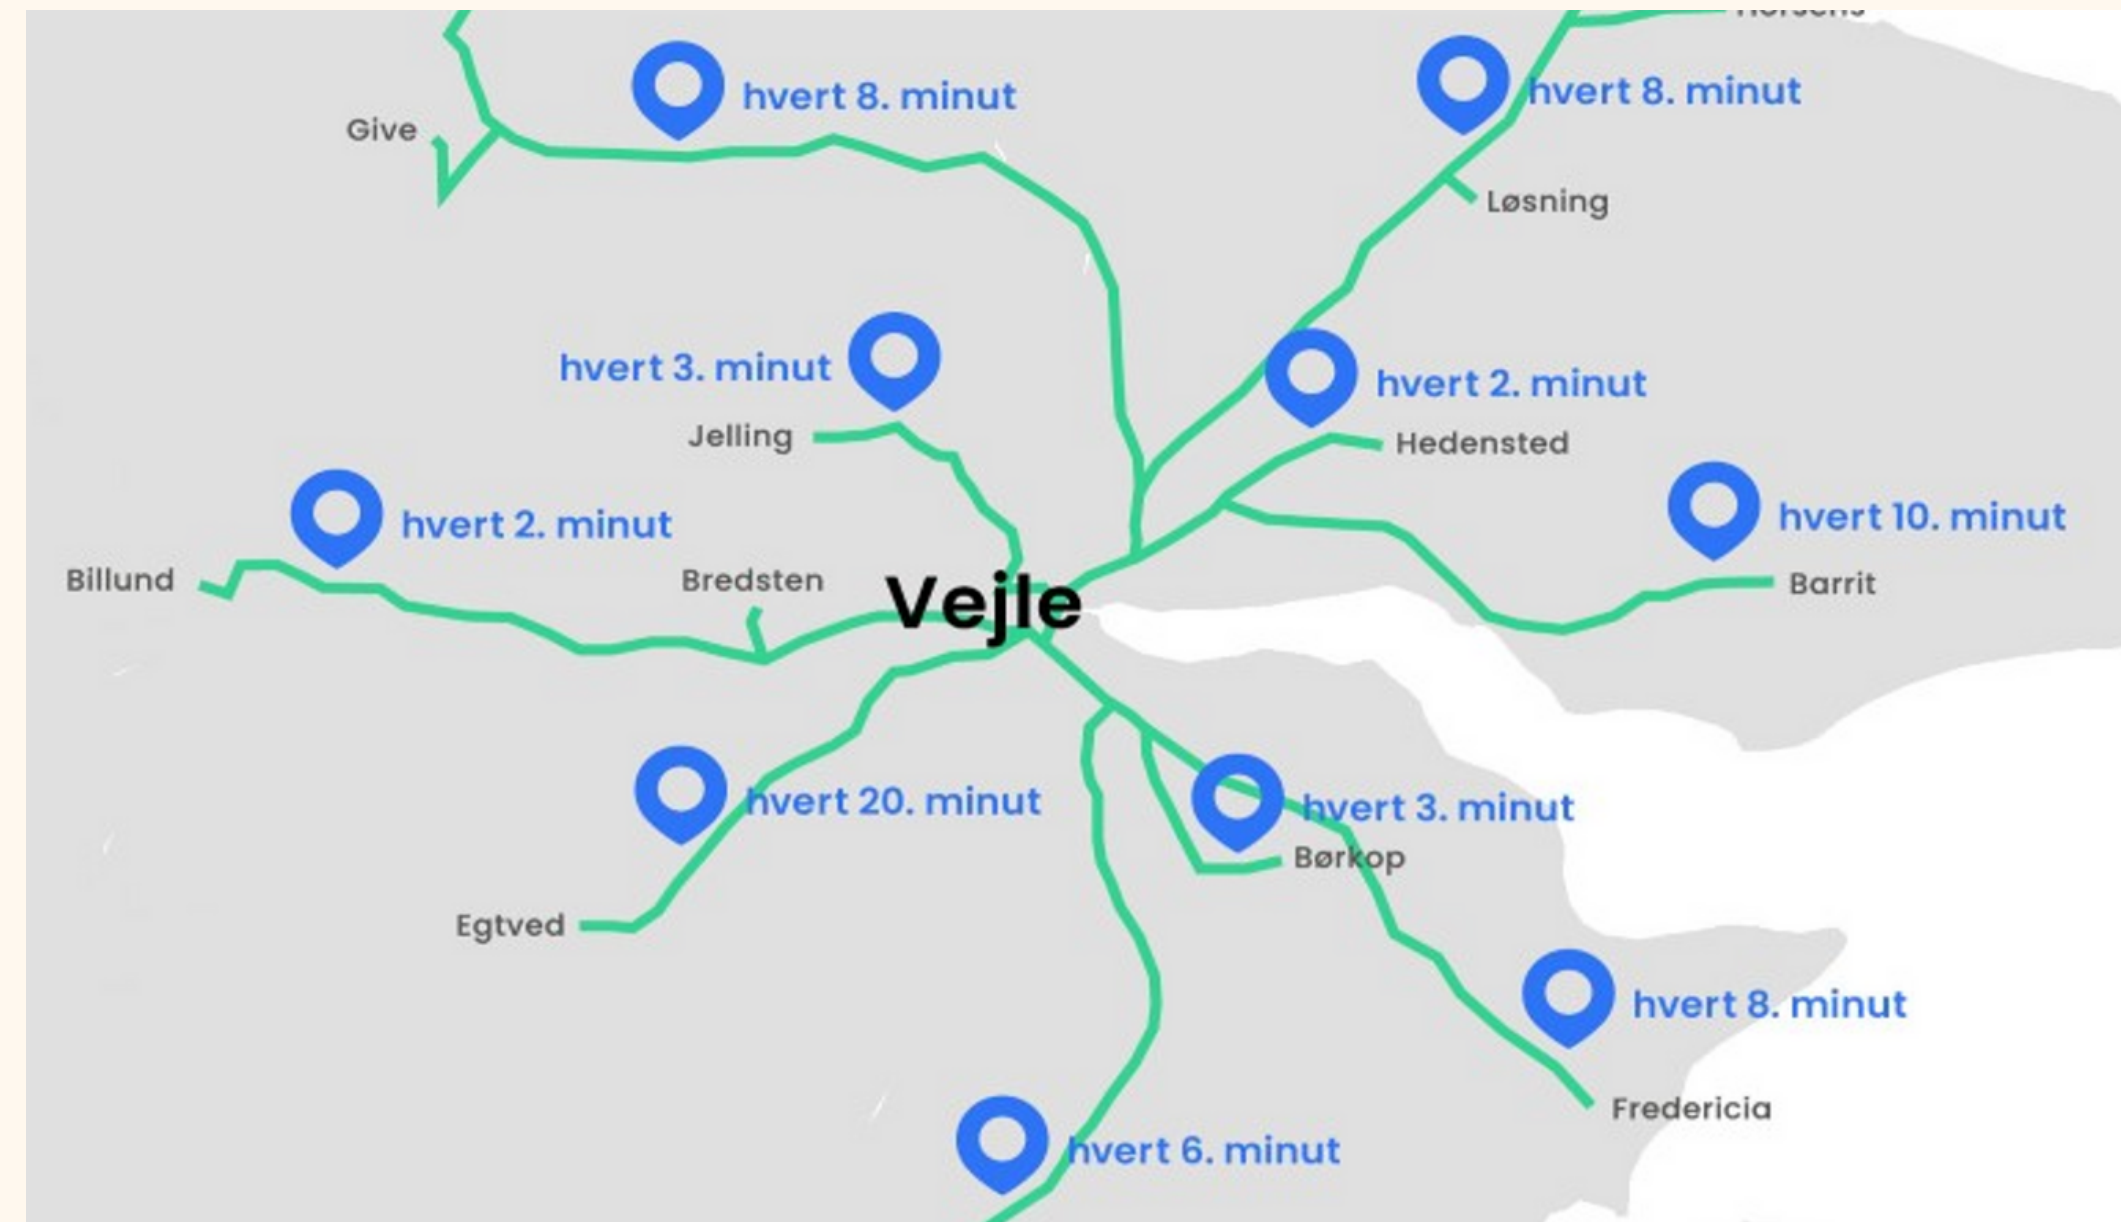 Horsens
hvert 8. minut
hvert 8. minut
Give
Løsning
hvert 3. minut
hvert 2. minut
Jelling
Hedensted
hvert 2. minut
hvert 10. minut
Billund
Bredsten
Vejle
Barrit
hvert 20. minut
hvert 3. minut
Børkop
Egtved
hvert 8. minut
Fredericia
hvert 6. minut